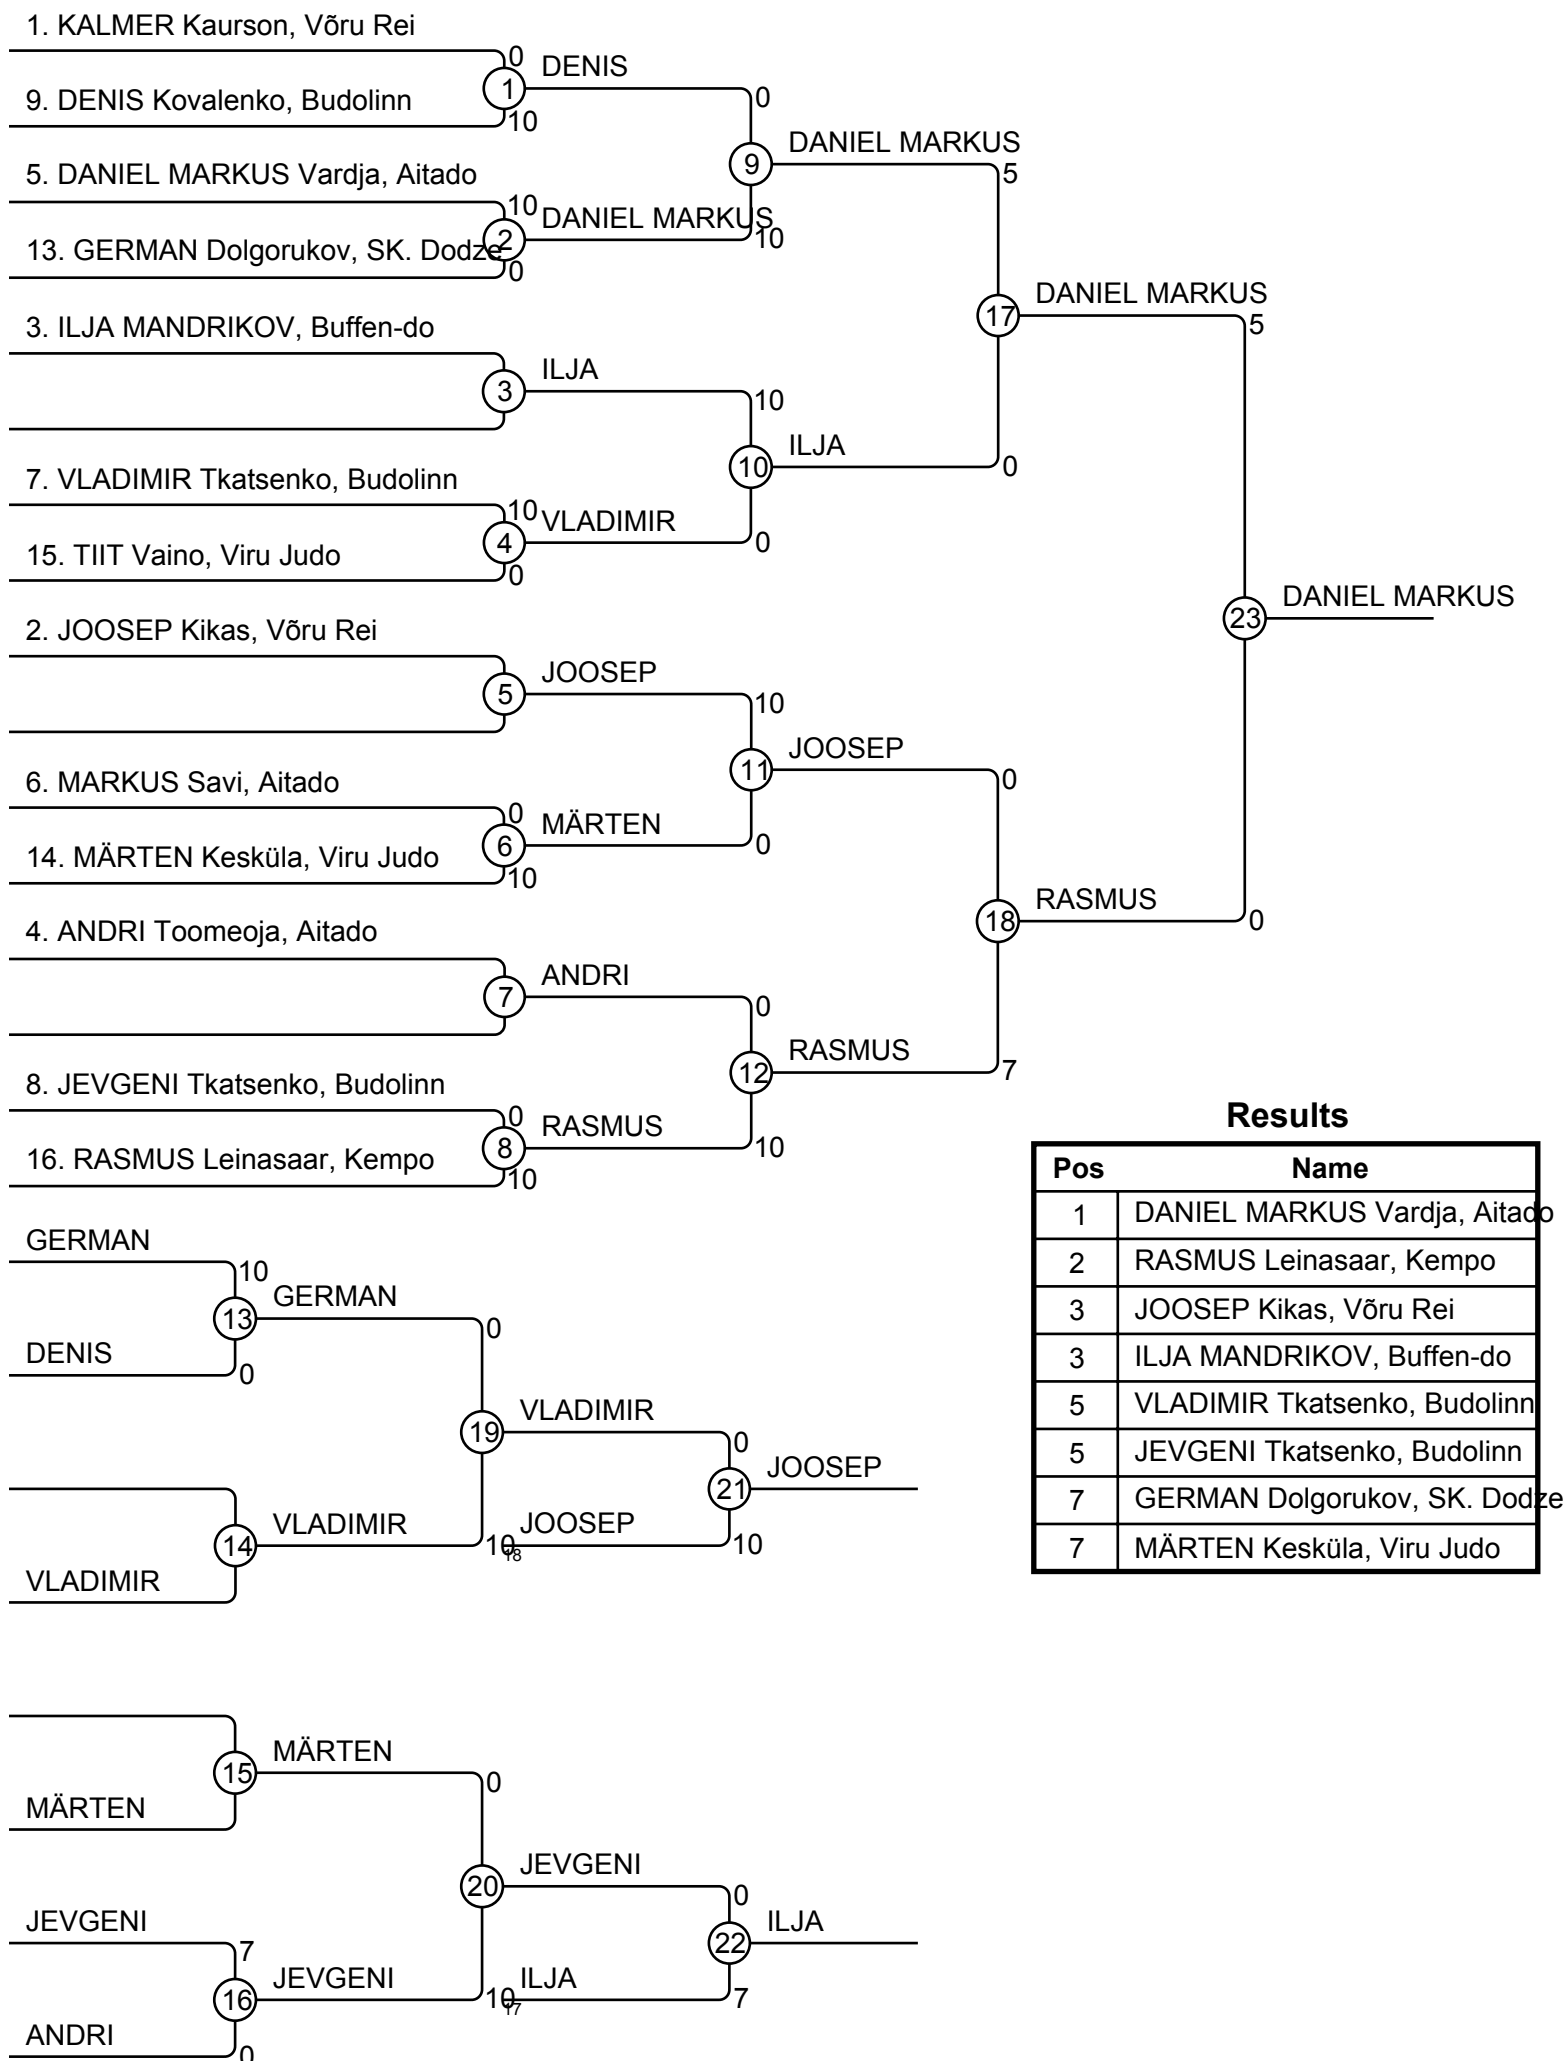 1. KALMER Kaurson, Võru Rei
0
1
DENIS
9. DENIS Kovalenko, Budolinn
10
0
5. DANIEL MARKUS Vardja, Aitado
10
2
DANIEL MARKUS
13. GERMAN Dolgorukov, SK. Dodze
0
10
9
DANIEL MARKUS
5
3. ILJA MANDRIKOV, Buffen-do
3
ILJA
10
7. VLADIMIR Tkatsenko, Budolinn
10
4
VLADIMIR
15. TIIT Vaino, Viru Judo
0
0
10
ILJA
0
17
DANIEL MARKUS
5
2. JOOSEP Kikas, Võru Rei
5
JOOSEP
10
6. MARKUS Savi, Aitado
0
6
MÄRTEN
14. MÄRTEN Kesküla, Viru Judo
10
0
11
JOOSEP
0
4. ANDRI Toomeoja, Aitado
7
ANDRI
0
8. JEVGENI Tkatsenko, Budolinn
0
8
RASMUS
16. RASMUS Leinasaar, Kempo
10
10
12
RASMUS
7
18
RASMUS
0
23
DANIEL MARKUS
GERMAN
10
13
GERMAN
DENIS
0
0
14
VLADIMIR
VLADIMIR
10
19
VLADIMIR
0
18
JOOSEP
10
21
JOOSEP
15
MÄRTEN
MÄRTEN
0
JEVGENI
7
16
JEVGENI
ANDRI
0
10
20
JEVGENI
0
17
ILJA
7
22
ILJA
Results
Pos Name
1 DANIEL MARKUS Vardja, Aitado
2 RASMUS Leinasaar, Kempo
3 JOOSEP Kikas, Võru Rei
3 ILJA MANDRIKOV, Buffen-do
5 VLADIMIR Tkatsenko, Budolinn
5 JEVGENI Tkatsenko, Budolinn
7 GERMAN Dolgorukov, SK. Dodze
7 MÄRTEN Kesküla, Viru Judo